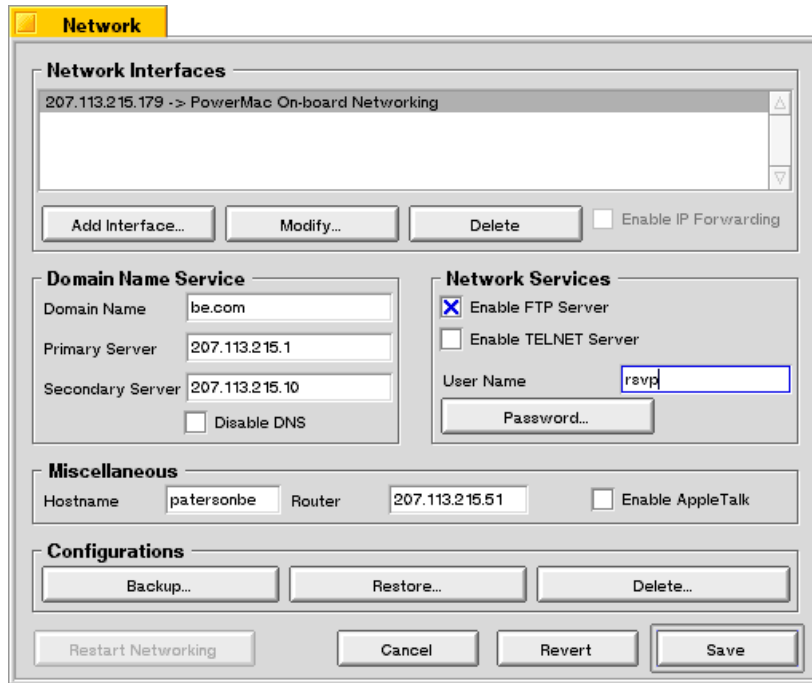 Network
Network Interfaces
207.113.215.179 -> PowerMac On-board Networking
Add Interface... Modify... Delete Enable IP Forwarding
Domain Name Service
Domain Name be.com
Primary Server 207.113.215.1
Secondary Server 207.113.215.10
Disable DNS
Network Services
Enable FTP Server
Enable TELNET Server
User Name rsvp
Password...
Miscellaneous
Hostname patersonbe Router 207.113.215.51 Enable AppleTalk
Configurations
Backup... Restore... Delete...
Restart Networking Cancel Revert Save